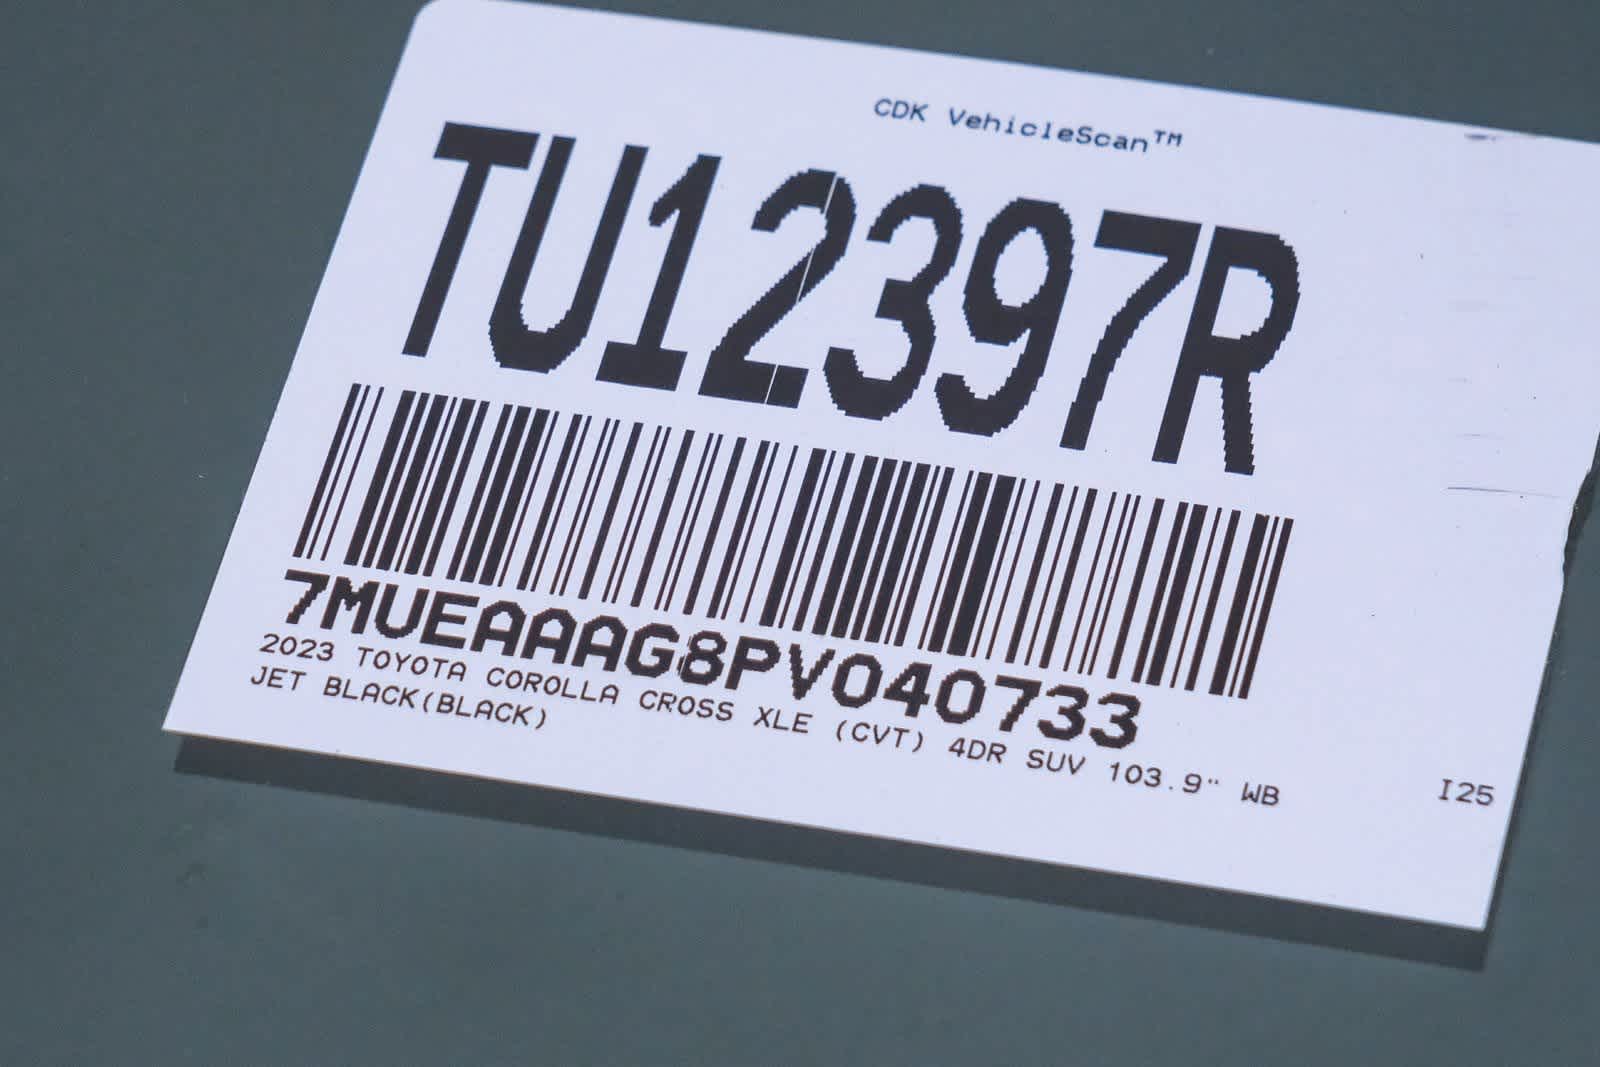 CDK VehicleScan™
TU12397R
7MUEAAAG8PV040733
2023 TOYOTA COROLLA CROSS XLE (CVT) 4DR SUV 103.9" WB
JET BLACK(BLACK)
I25